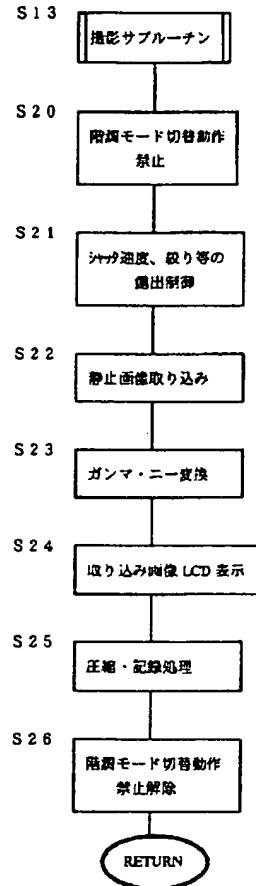 S13
撮影サブルーチン
S20
階調モード切替動作
禁止
S21
シャッタ速度、絞り等の
露出制御
S22
静止画像取り込み
S23
ガンマ・ニー変換
S24
取り込み画像 LCD 表示
S25
圧縮・記録処理
S26
階調モード切替動作
禁止解除
RETURN